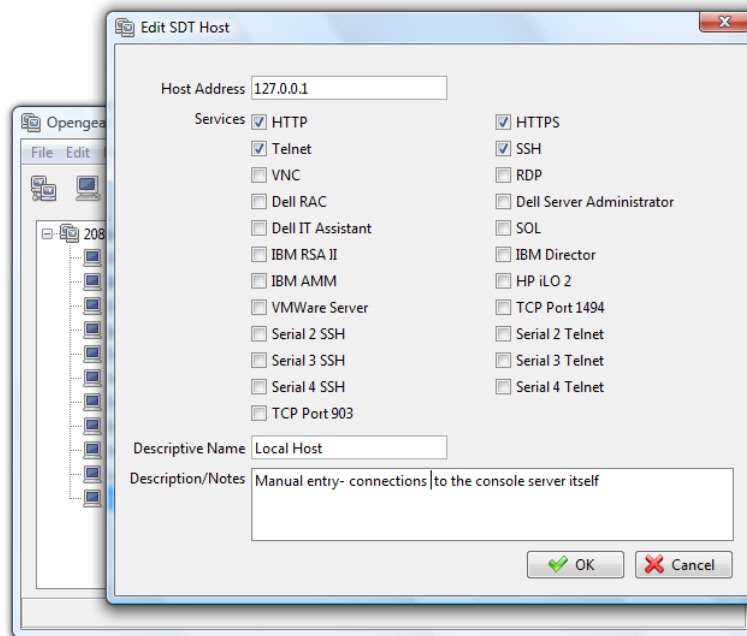 Edit SDT Host
Host Address 127.0.0.1
Services HTTP HTTPS
Telnet SSH
VNC RDP
Dell RAC Dell Server Administrator
Dell IT Assistant SOL
IBM RSA II IBM Director
IBM AMM HP iLO 2
VMWare Server TCP Port 1494
Serial 2 SSH Serial 2 Telnet
Serial 3 SSH Serial 3 Telnet
Serial 4 SSH Serial 4 Telnet
TCP Port 903
Descriptive Name Local Host
Description/Notes Manual entry- connections to the console server itself
OK Cancel
Opengea
File Edit
208